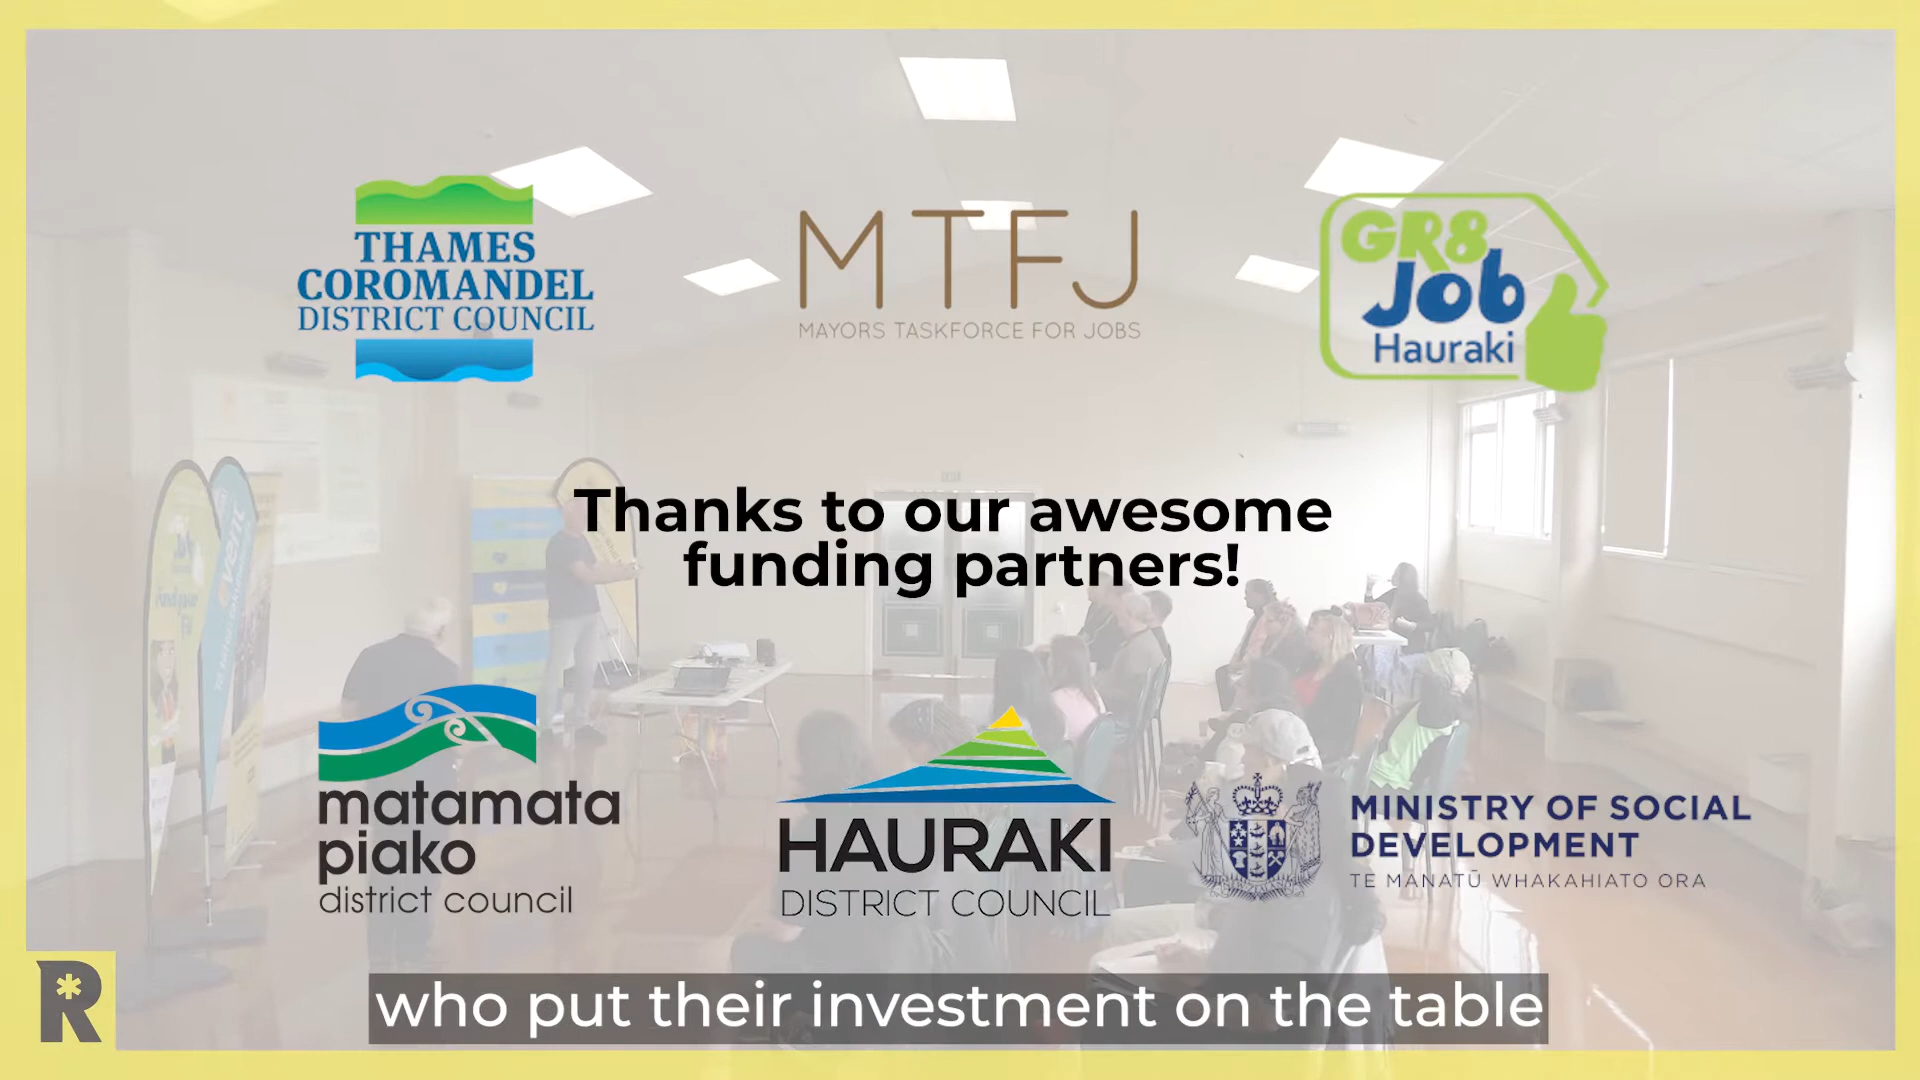 THAMES
COROMANDEL
DISTRICT COUNCIL
MTFJ
MAYORS TASKFORCE FOR JOBS
GR8
Job
Hauraki
Thanks to our awesome
funding partners!
matamata
piako
district council
HAURAKI
DISTRICT COUNCIL
MINISTRY OF SOCIAL
DEVELOPMENT
TE MANATŪ WHAKAHIATO ORA
R
who put their investment on the table